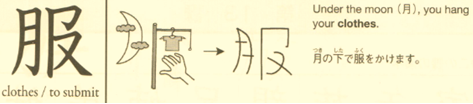 服
clothes / to submit
月服
Under the moon (月), you hang
your clothes.
月の下で服をかけます。
つき した ふく